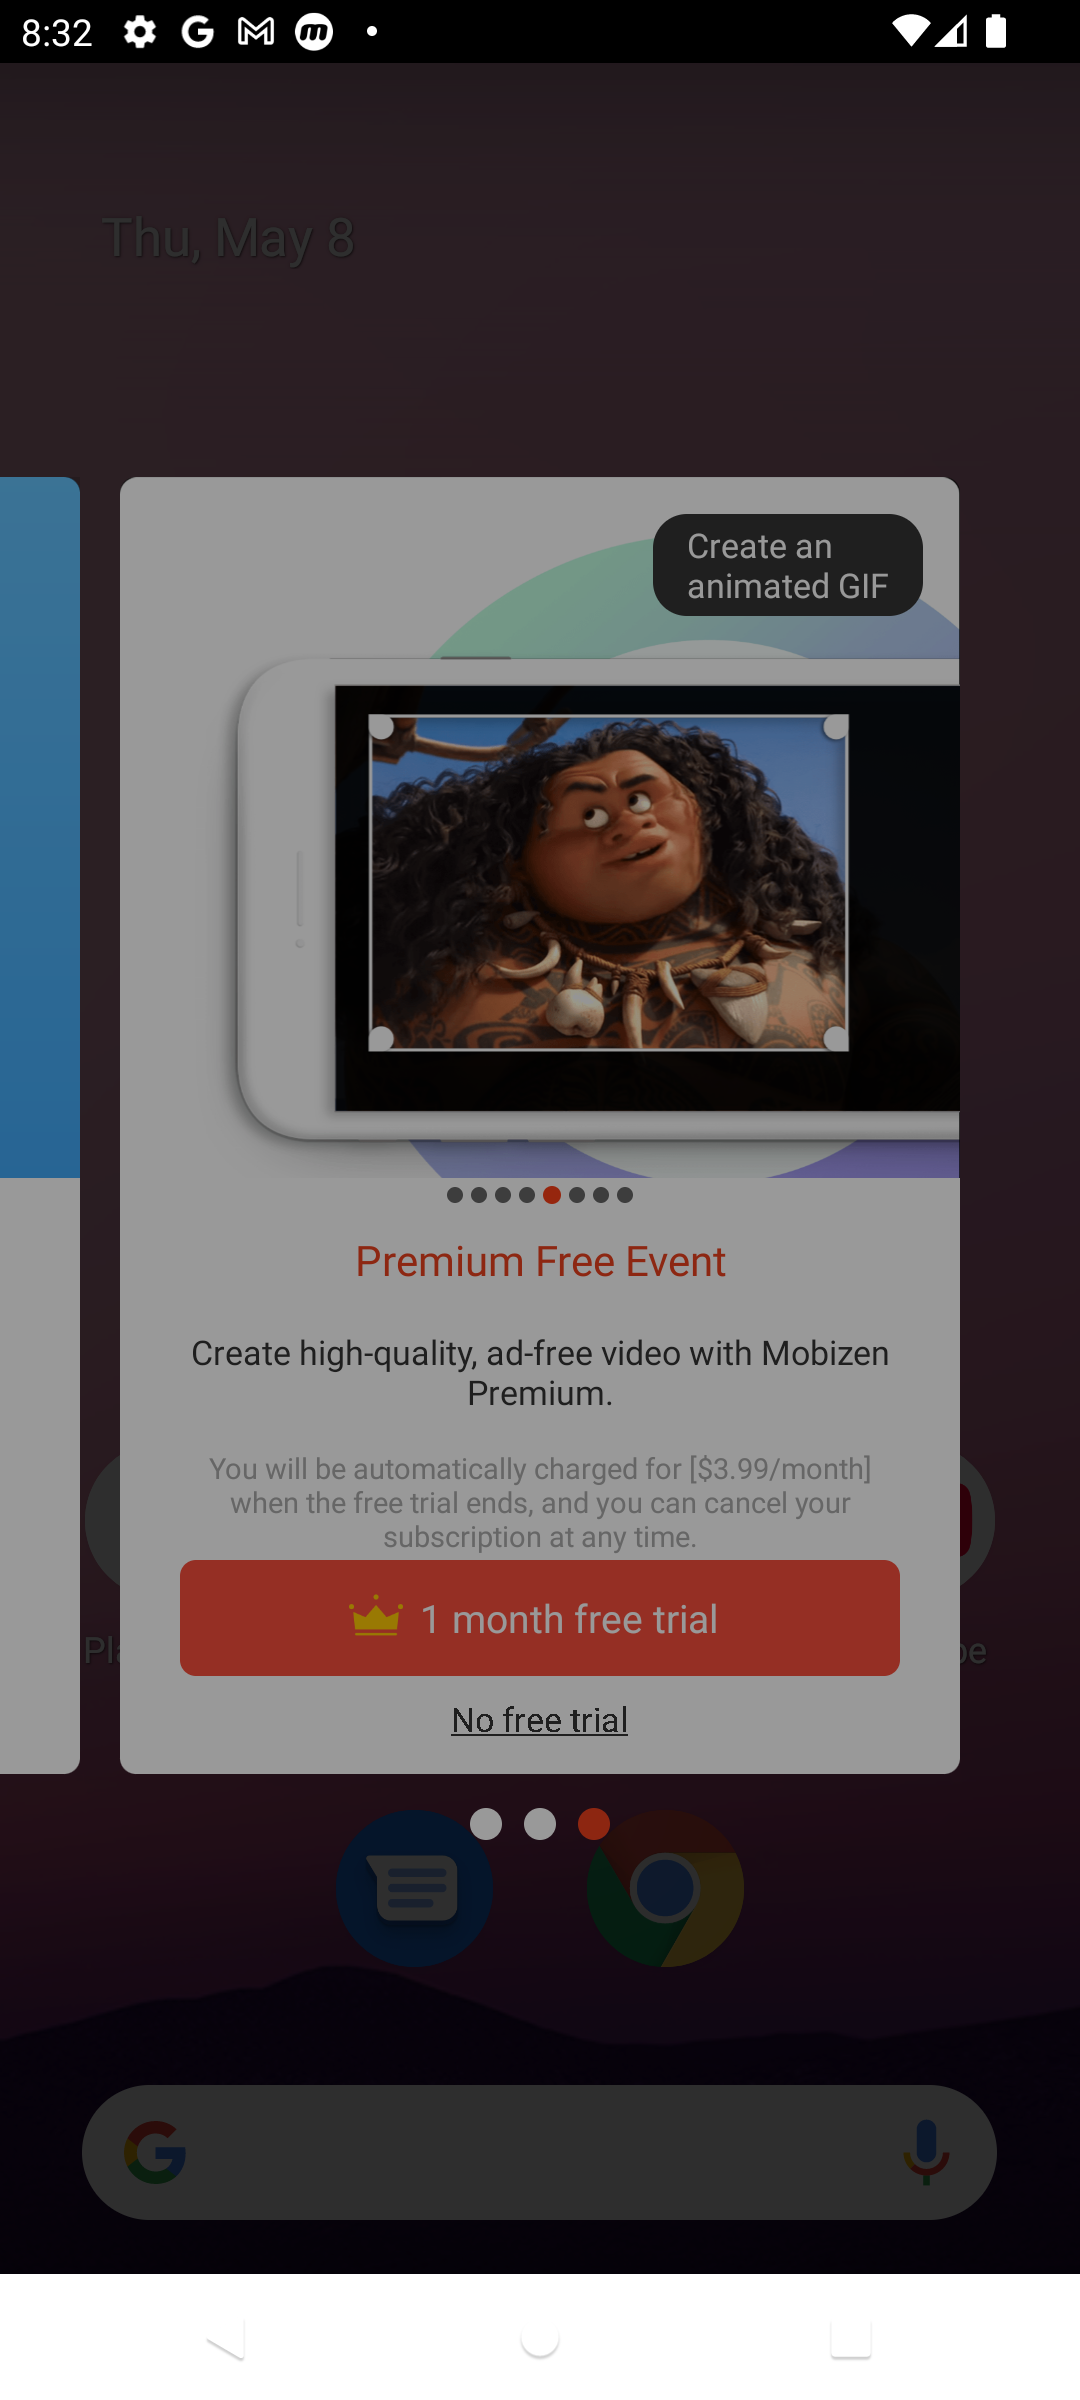 8:32
Thu, May 8
Create an
animated GIF
Premium Free Event
Create high-quality, ad-free video with Mobizen
Premium.
You will be automatically charged for [$3.99/month]
when the free trial ends, and you can cancel your
subscription at any time.
1 month free trial
No free trial